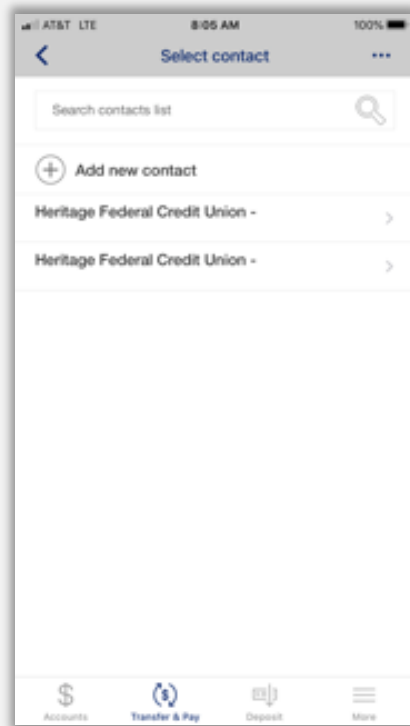 AT&T LTE 8:05 AM 100%
Select contact
Search contacts list
Add new contact
Heritage Federal Credit Union -
Heritage Federal Credit Union -
Accounts Transfer & Pay Deposit More